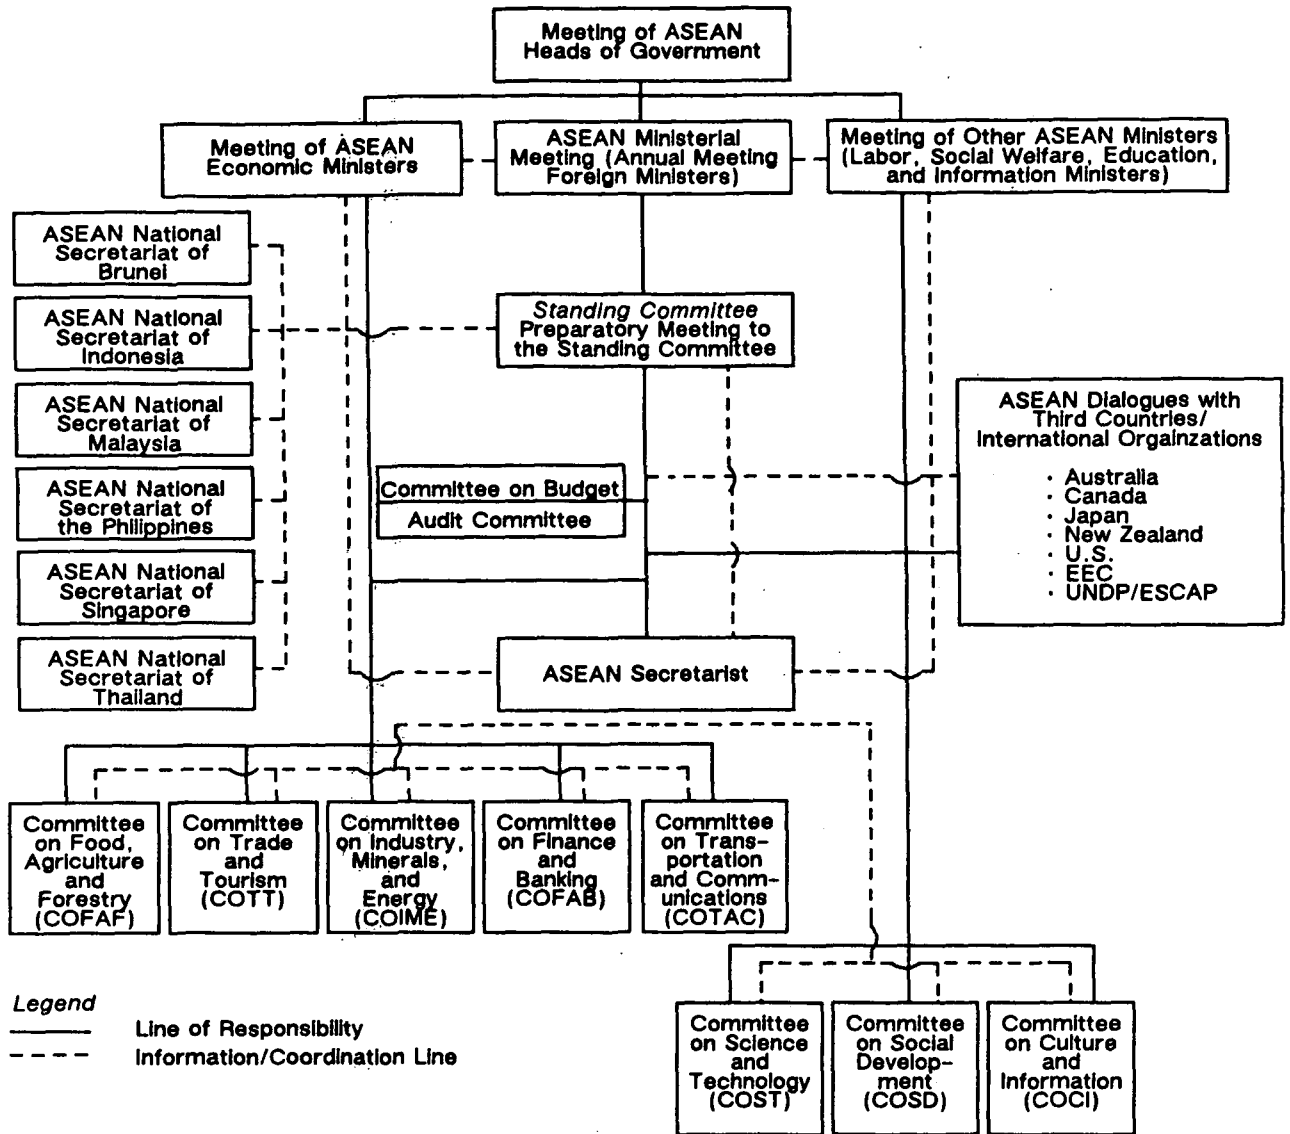 Meeting of ASEAN
Heads of Government
Meeting of ASEAN
Economic Ministers
ASEAN Ministerial
Meeting (Annual Meeting
Foreign Ministers)
Meeting of Other ASEAN Ministers
(Labor, Social Welfare, Education,
and Information Ministers)
ASEAN National
Secretariat of
Brunei
ASEAN National
Secretariat of
Indonesia
ASEAN National
Secretariat of
Malaysia
ASEAN National
Secretariat of
the Philippines
ASEAN National
Secretariat of
Singapore
ASEAN National
Secretariat of
Thailand
Standing Committee
Preparatory Meeting to
the Standing Committee
Committee on Budget
Audit Committee
ASEAN Dialogues with
Third Countries/
International Orgainzations
· Australia
· Canada
· Japan
· New Zealand
· U.S.
· EEC
· UNDP/ESCAP
ASEAN Secretarist
Committee
on Food,
Agriculture
and
Forestry
(COFAF)
Committee
on Trade
and
Tourism
(COTT)
Committee
on Industry,
Minerals,
and
Energy
(COIME)
Committee
on Finance
and
Banking
(COFAB)
Committee
on Trans-
portation
and Comm-
unications
(COTAC)
Committee
on Science
and
Technology
(COST)
Committee
on Social
Develop-
ment
(COSD)
Committee
on Culture
and
Information
(COCI)
Legend
Line of Responsibility
Information/Coordination Line